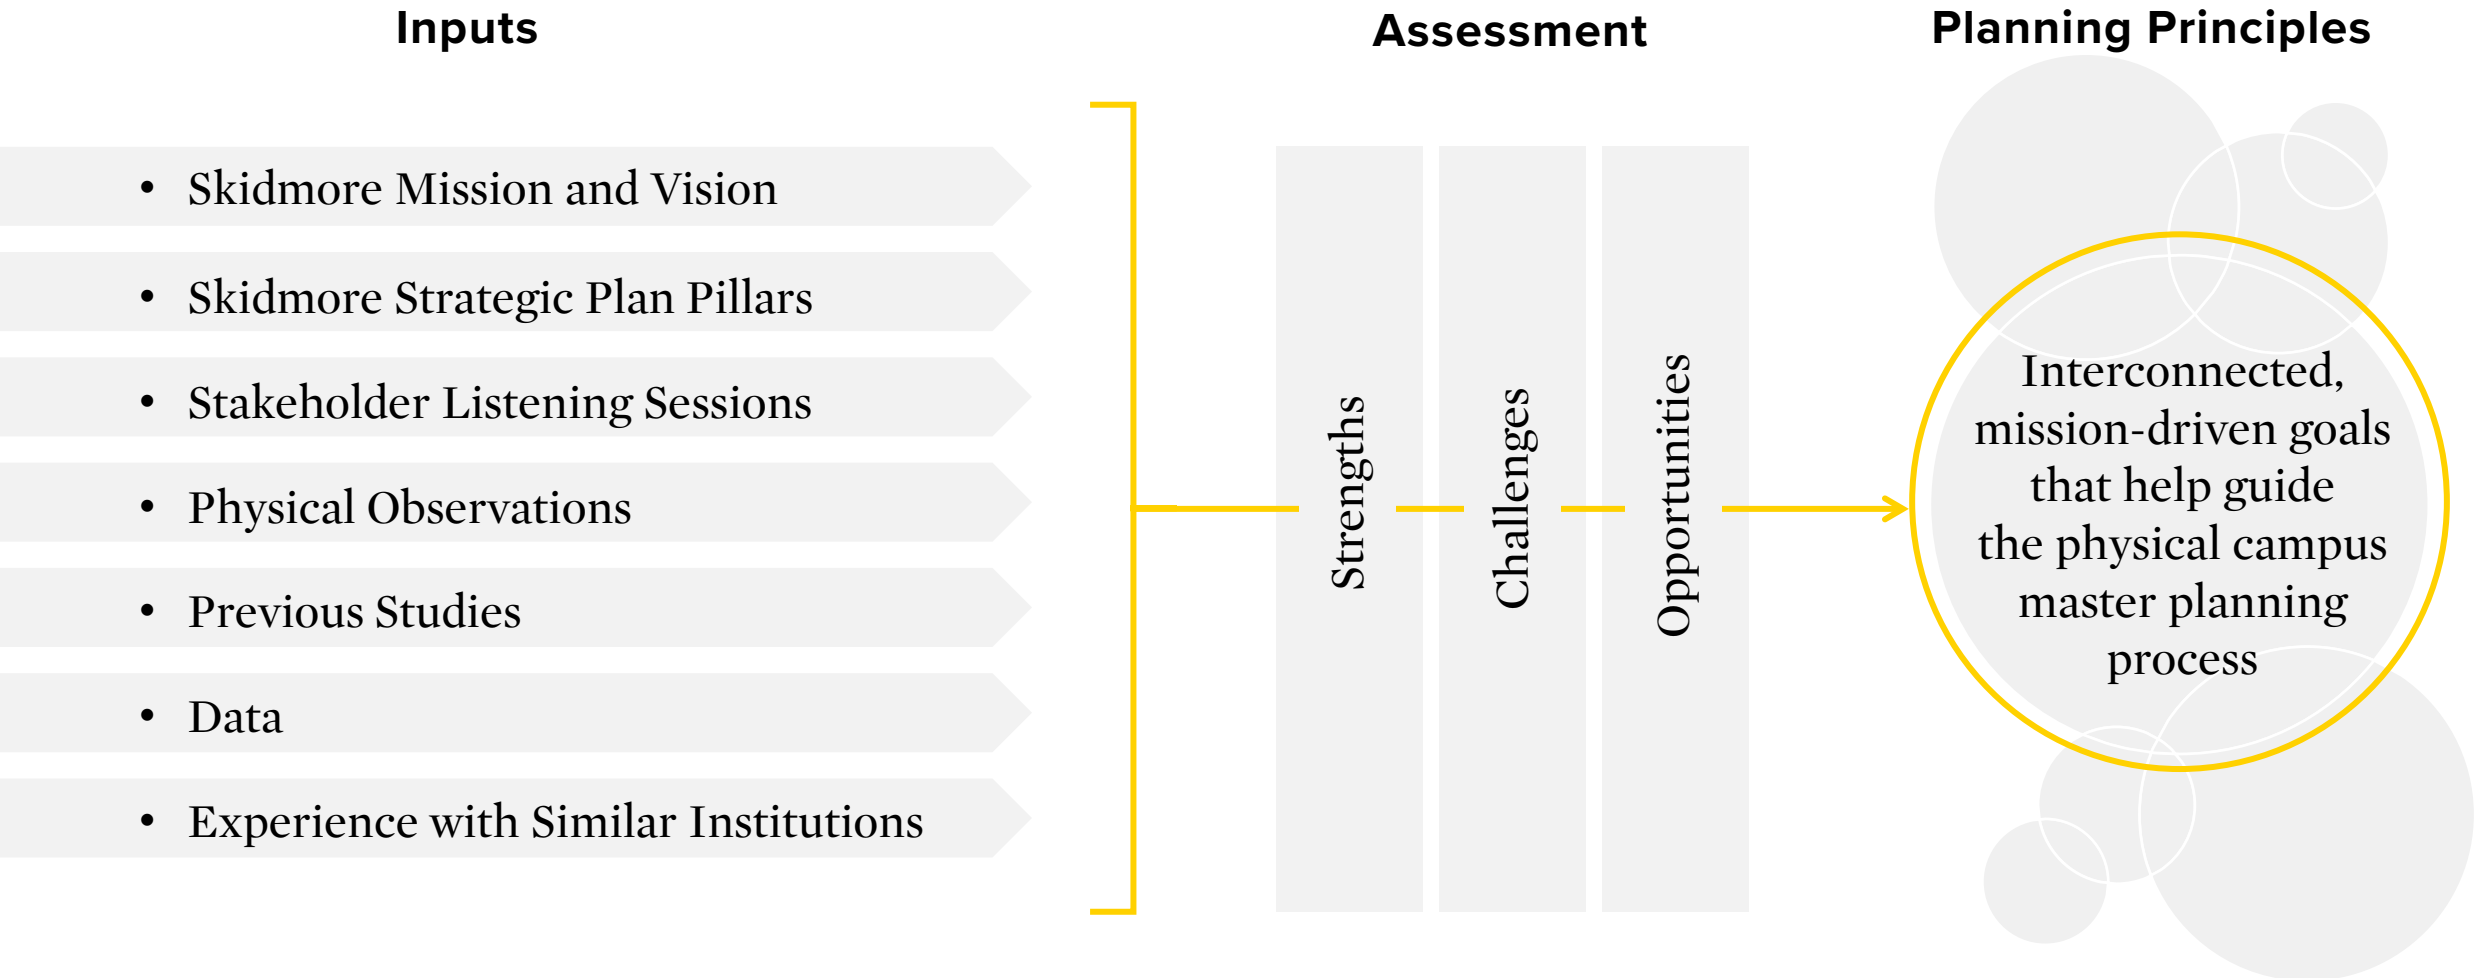 Inputs
• Skidmore Mission and Vision
• Skidmore Strategic Plan Pillars
• Stakeholder Listening Sessions
• Physical Observations
• Previous Studies
• Data
• Experience with Similar Institutions
Assessment
Strengths
Challenges
Opportunities
Planning Principles
Interconnected,
mission-driven goals
that help guide
the physical campus
master planning
process